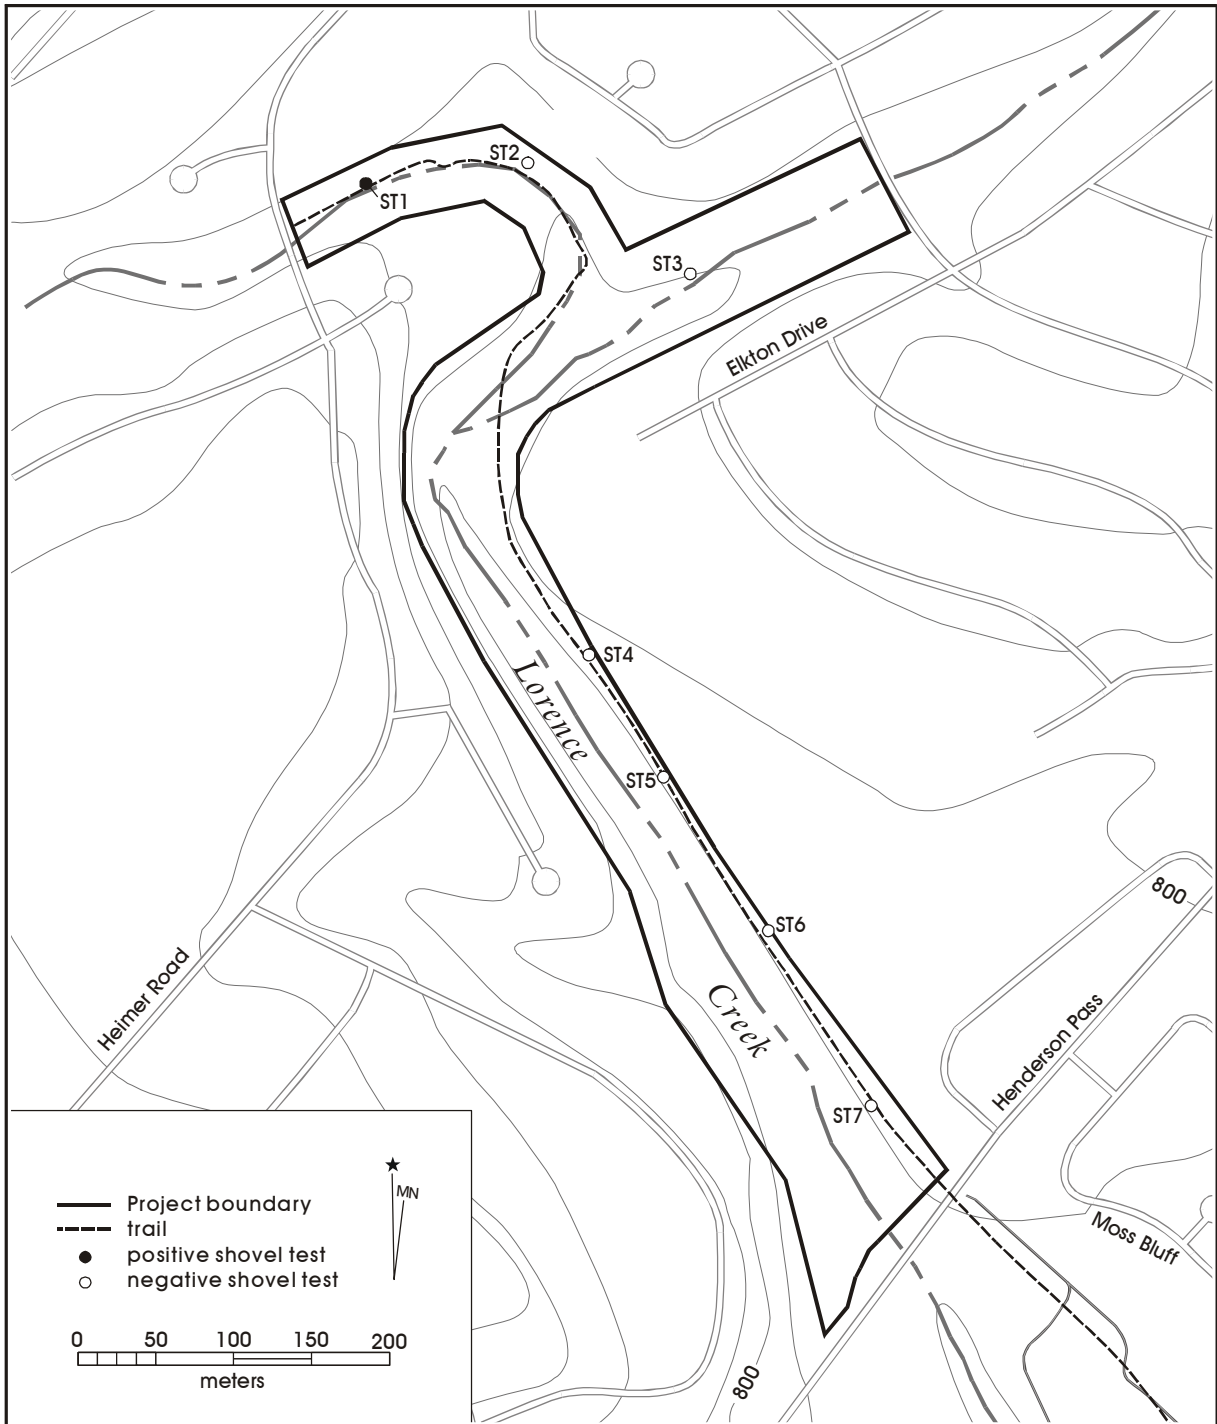 ST2
ST1
ST3
Elkton Drive
ST4
Lorence
ST5
800
ST6
Heimer Road
Creek
Henderson Pass
ST7
Moss Bluff
MN
Project boundary
trail
positive shovel test
negative shovel test
0 50 100 150 200
meters
800